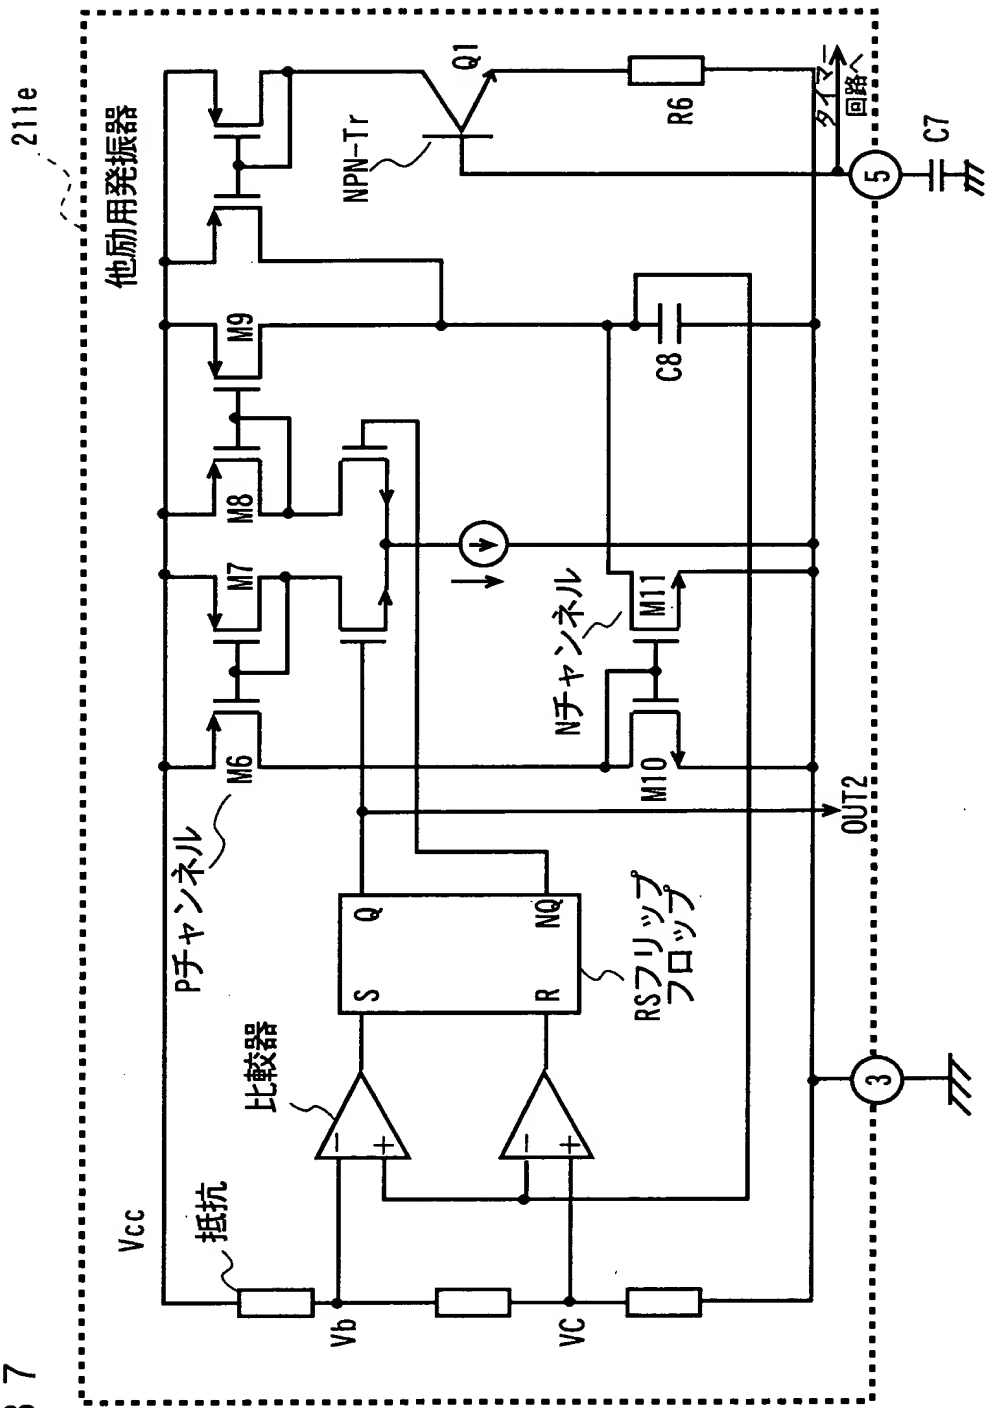 211e
他励用発振器
Vcc
抵抗
Vb
VC
比較器
S
Q
R
NQ
RSフリップ
フロップ
Pチャンネル
M6
M7
M8
M9
Nチャンネル
M10
M11
OUT2
C8
NPN-Tr
Q1
R6
タイマー
回路へ
C7
3
5
7